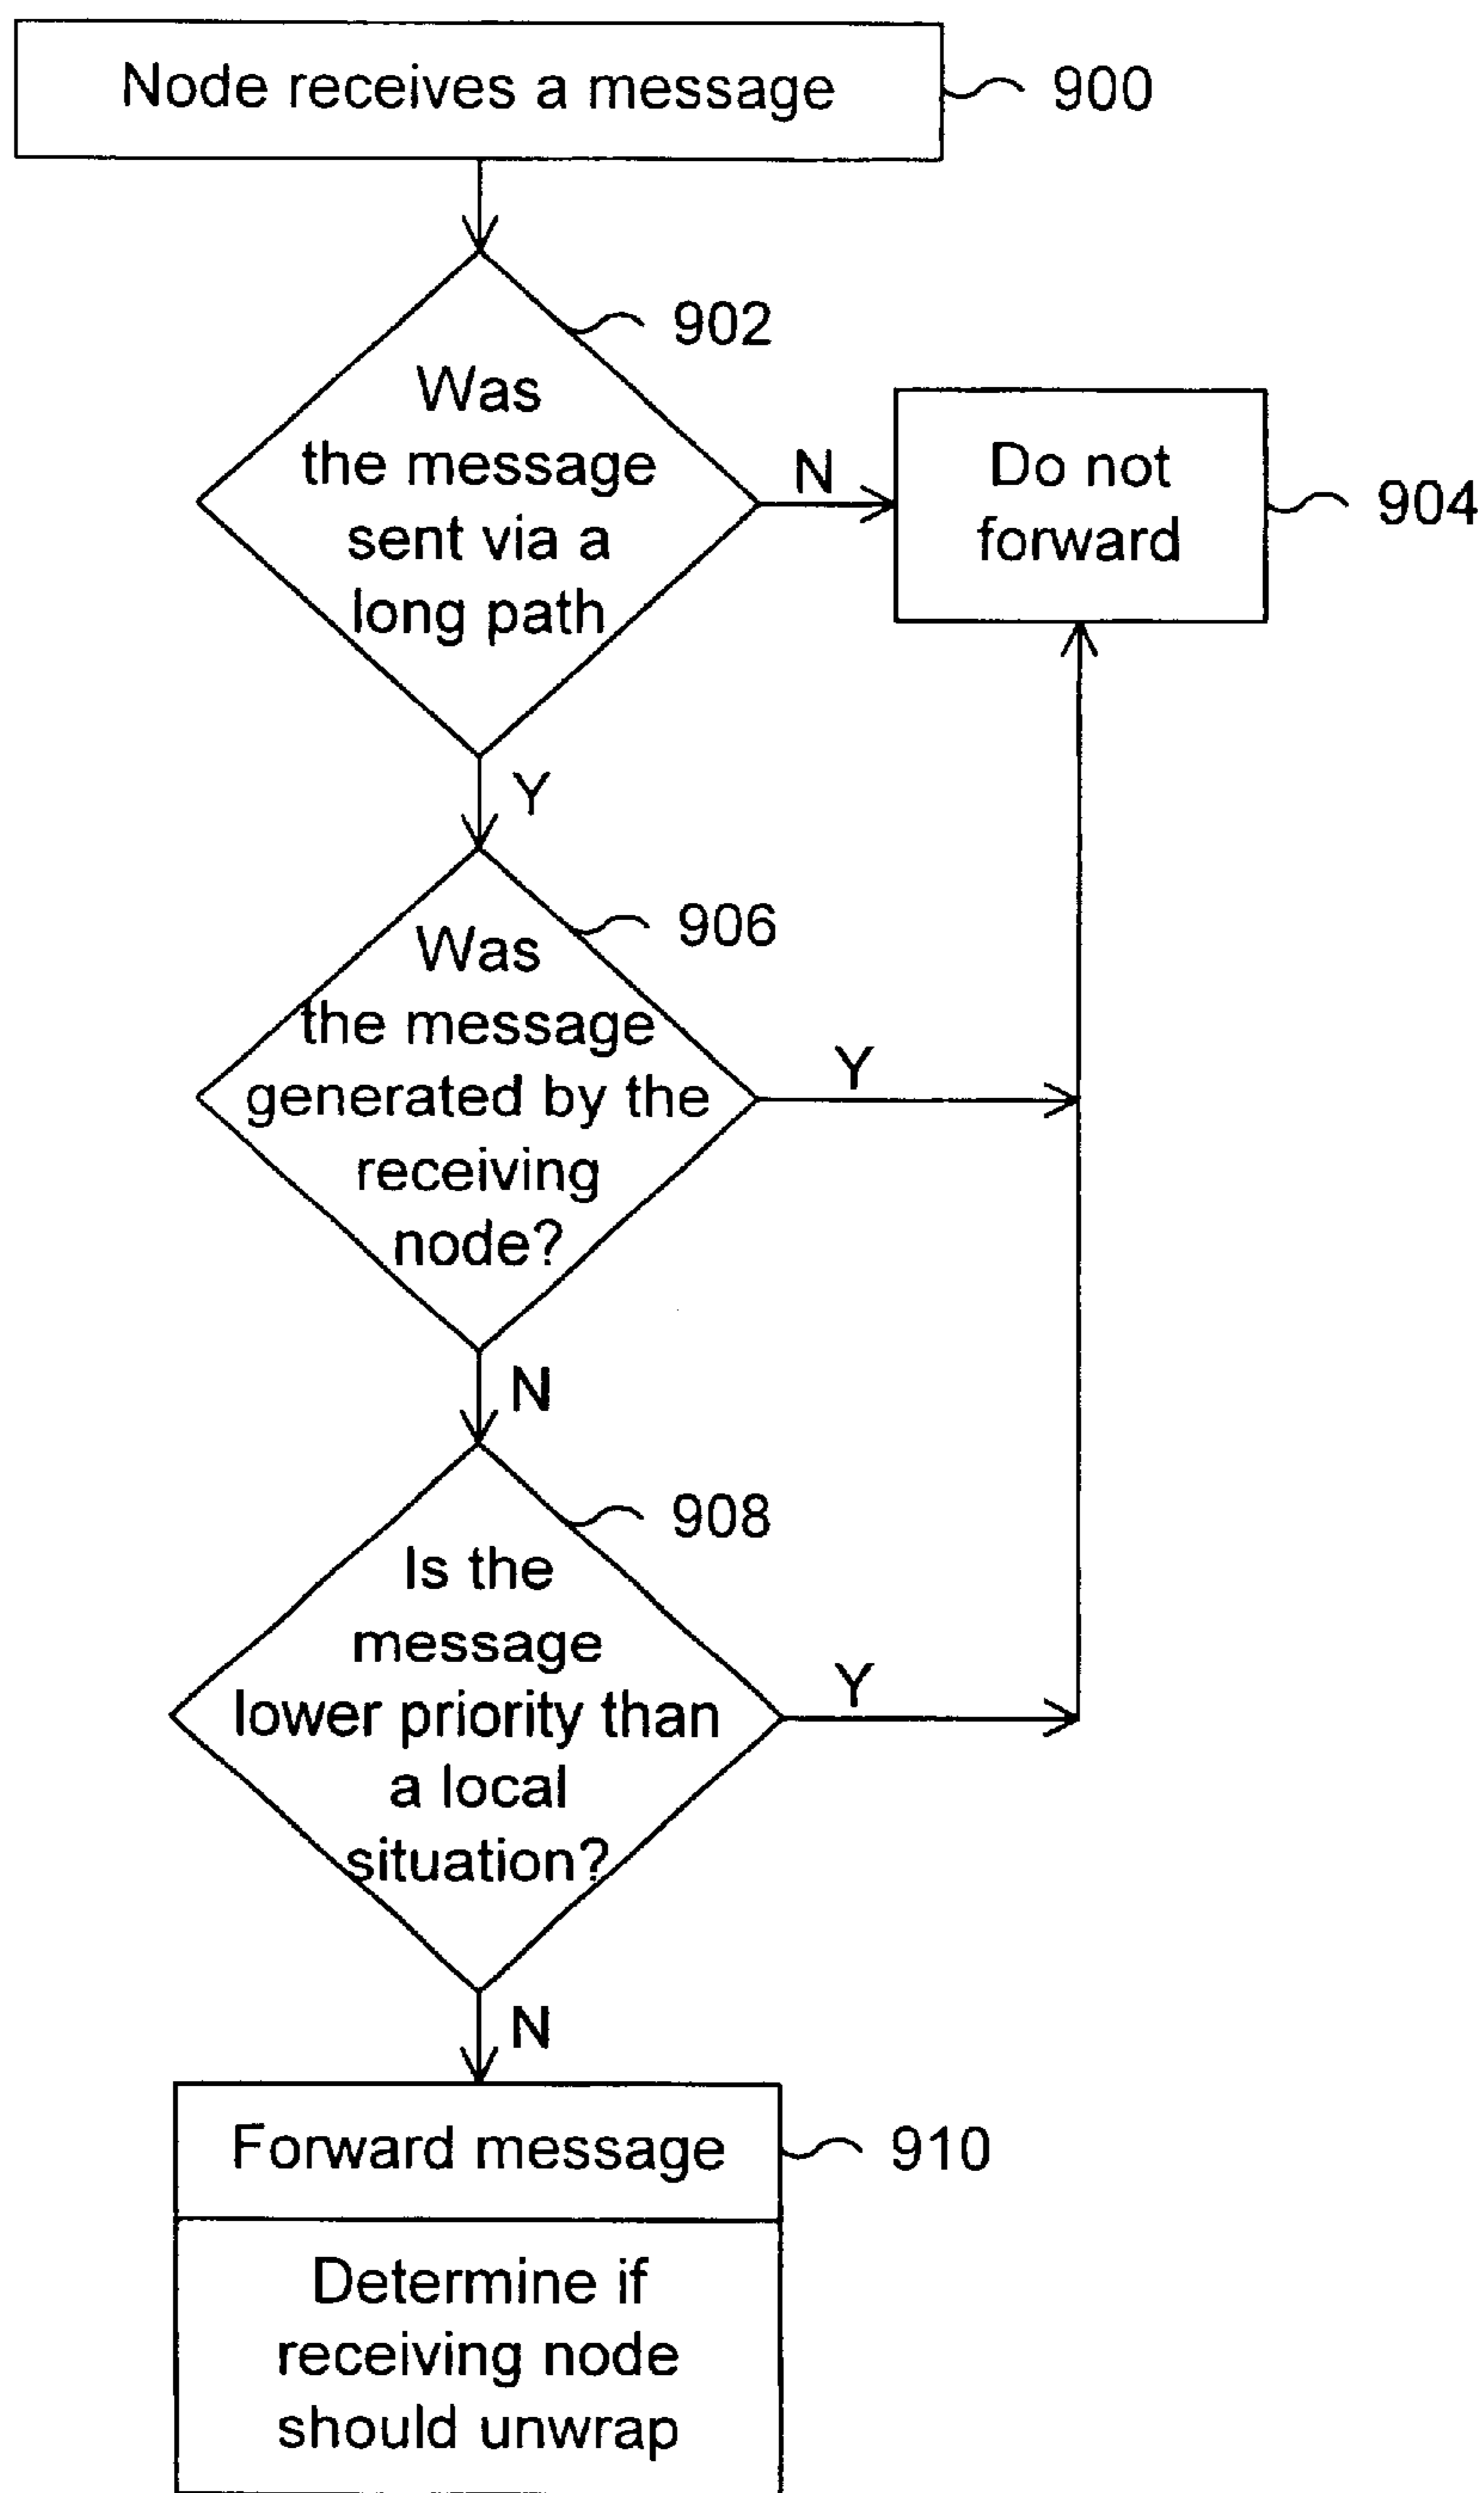 Node receives a message
900
902
Was
the message
sent via a
long path
N
Do not
forward
904
Y
906
Was
the message
generated by the
receiving
node?
Y
N
908
Is the
message
lower priority than
a local
situation?
Y
N
Forward message
910
Determine if
receiving node
should unwrap